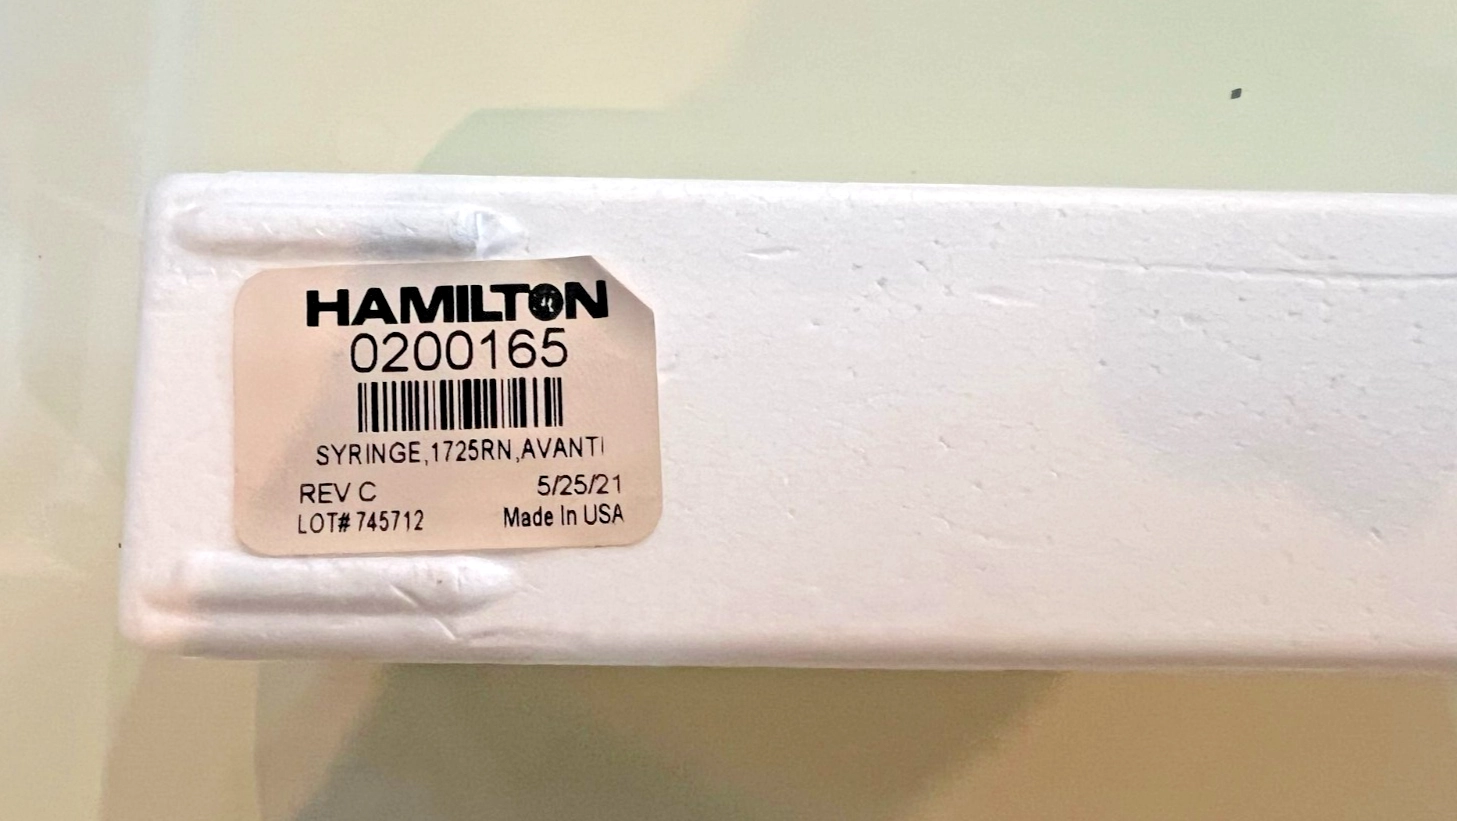 HAMILTON
0200165
SYRINGE,1725RN,AVANTI
REV C 5/25/21
LOT# 745712 Made In USA